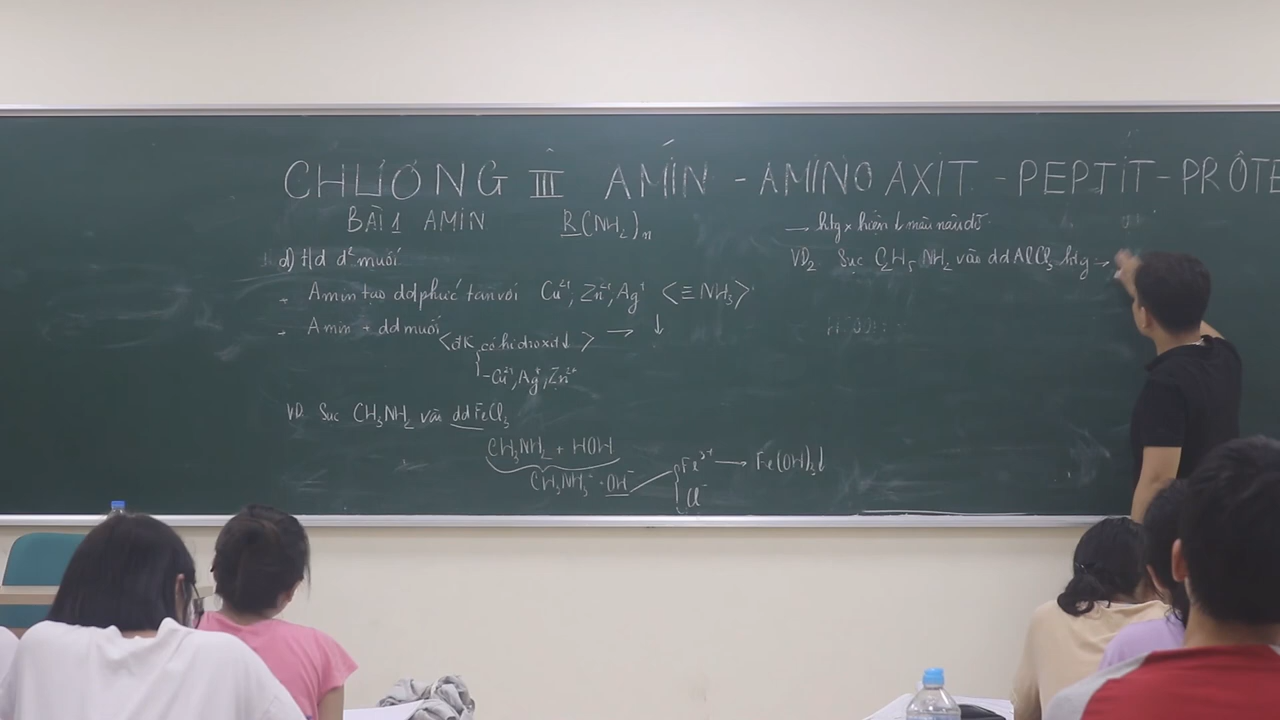 CHƯƠNG III AMIN - AMINO AXIT - PEPTIT - PRÔTE
BÀI 1 AMIN R(NH₂)ₙ
d) t/d d² muối
- Amin tạo dd phức tan với Cu²⁺, Zn²⁺, Ag⁺ <≡ NH₃>
- Amin + dd muối <đk có hidroxit↓> → ↓
- Cu²⁺, Ag⁺, Zn²⁺
VD Sục CH₃NH₂ vào dd FeCl₃
CH₃NH₂ + HOH
CH₃NH₃⁺ OH⁻ Fe³⁺ → Fe(OH)₃↓
Cl⁻
→ htg x hiện ↓ màu nâu đỏ
VD₂ Sục C₂H₅NH₂ vào dd AlCl₃ htg →